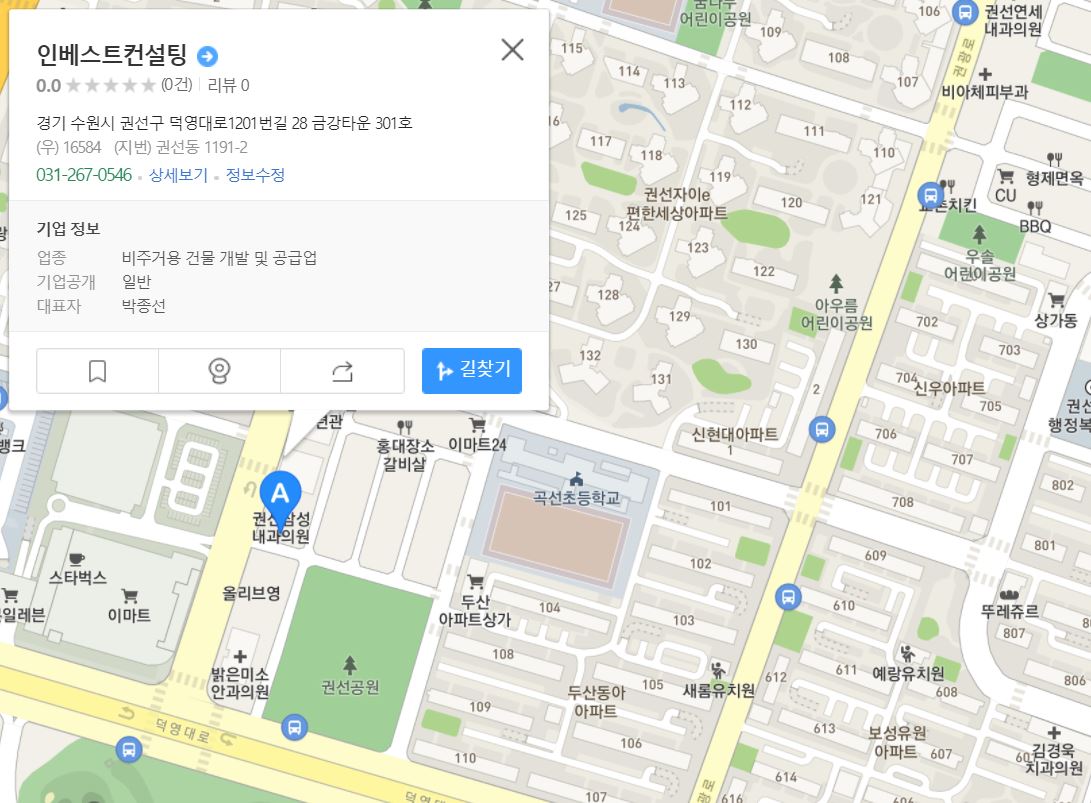 인베스트컨설팅
0.0 (0건) 리뷰 0
경기 수원시 권선구 덕영대로1201번길 28 금강타운 301호
(우) 16584 (지번) 권선동 1191-2
031-267-0546 상세보기 정보수정
기업 정보
업종 비주거용 건물 개발 및 공급업
기업공개 일반
대표자 박종선
길찾기
어린이공원
106
권선연세
내과의원
115
109
108
권광로
114
113
비아체피부과
112
111
110
117
118
119
형제면옥
CU
교촌치킨
BBQ
권선자이e
편한세상아파트
120
121
125
124
123
122
우솔
어린이공원
128
129
아우름
어린이공원
상가동
702
703
130
132
131
2
704
신우아파트
705
신현대아파트
1
706
707
708
홍대장소
갈비살
이마트24
곡선초등학교
A
권선삼성
내과의원
802
801
101
102
609
스타벅스
이마트
올리브영
두산
아파트상가
104
103
610
뚜레쥬르
807
806
밝은미소
안과의원
권선공원
108
105
새롬유치원
612
611
예랑유치원
608
두산동아
아파트
109
106
613
보성유원
아파트
607
김경욱
치과의원
덕영대로
110
107
614
606